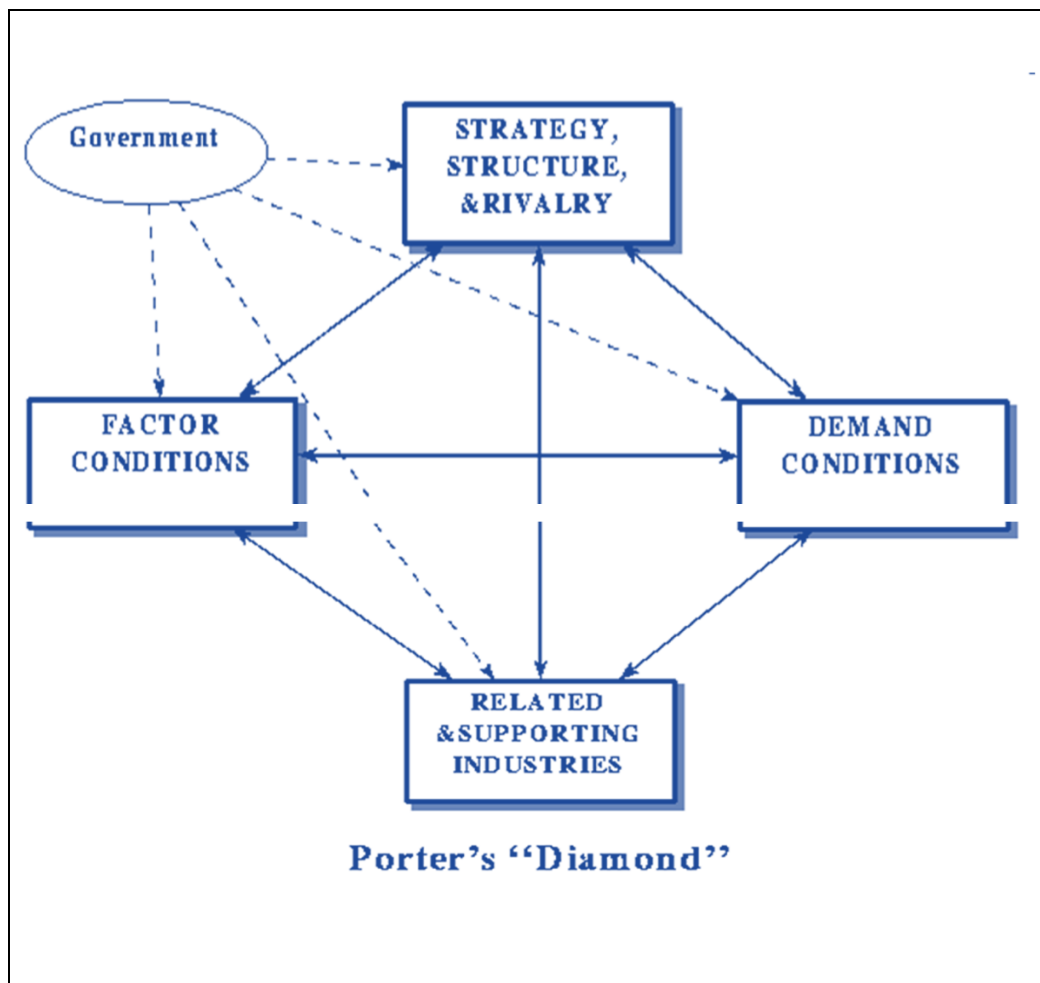 Government
STRATEGY,
STRUCTURE,
&RIVALRY
FACTOR
CONDITIONS
DEMAND
CONDITIONS
RELATED
&SUPPORTING
INDUSTRIES
Porter's “Diamond”